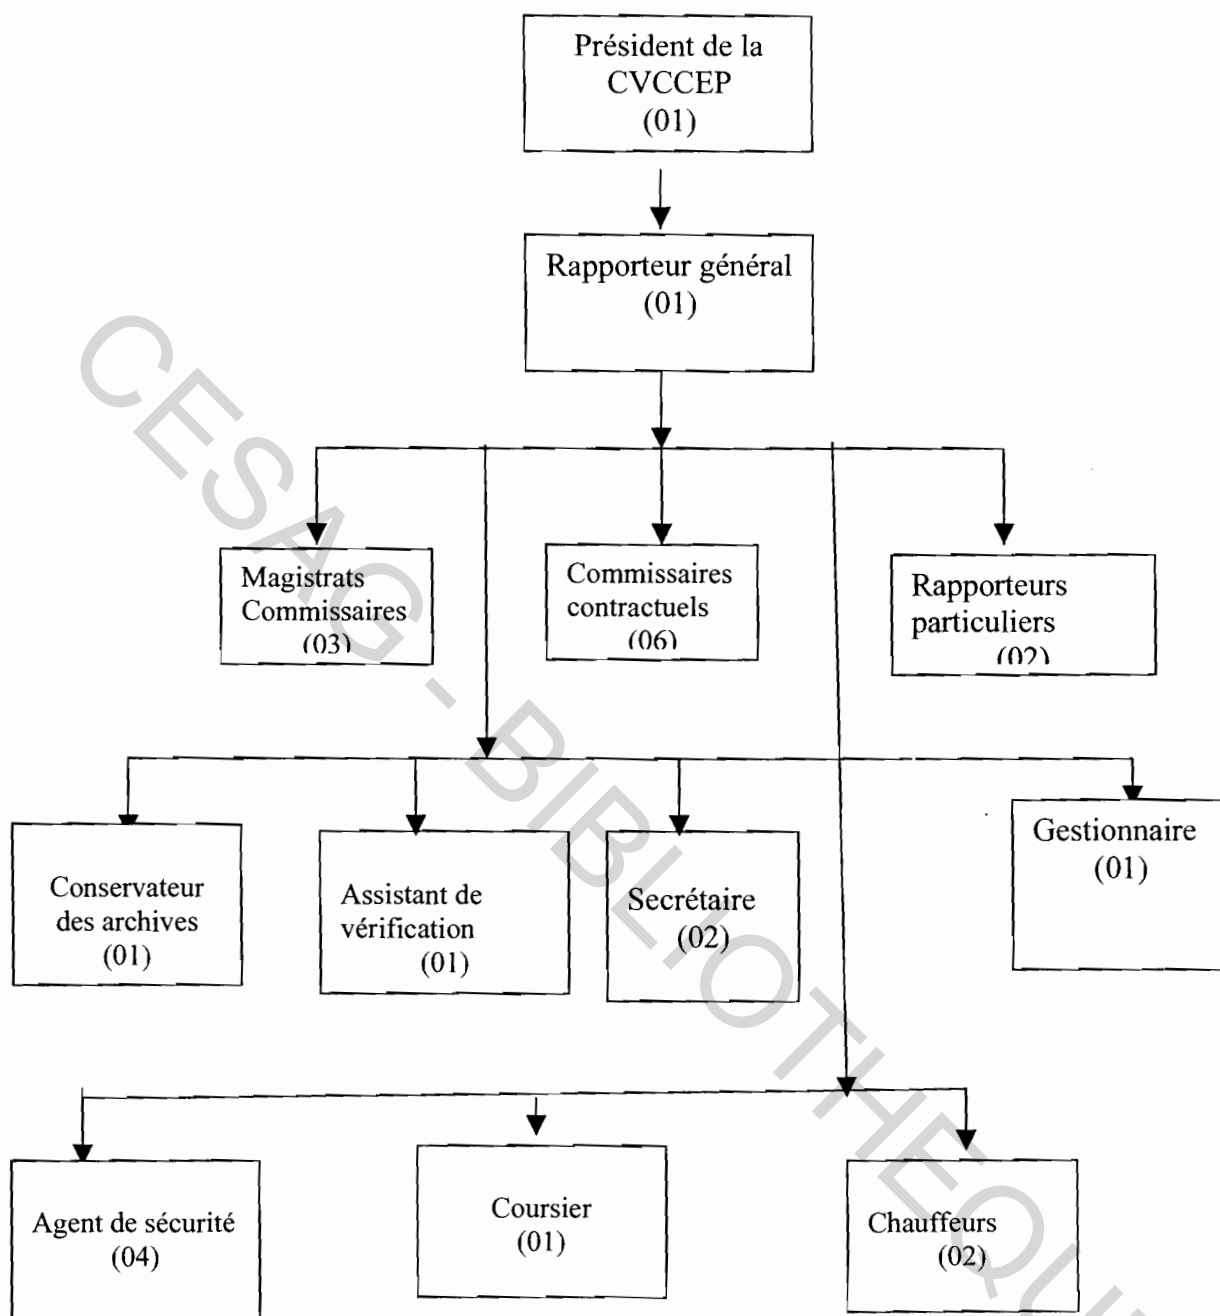 Président de la
CVCCEP
(01)
Rapporteur général
(01)
Magistrats
Commissaires
(03)
Commissaires
contractuels
(06)
Rapporteurs
particuliers
(02)
Conservateur
des archives
(01)
Assistant de
vérification
(01)
Secrétaire
(02)
Gestionnaire
(01)
Agent de sécurité
(04)
Coursier
(01)
Chauffeurs
(02)
CESAG - BIBLIOTHEQUE